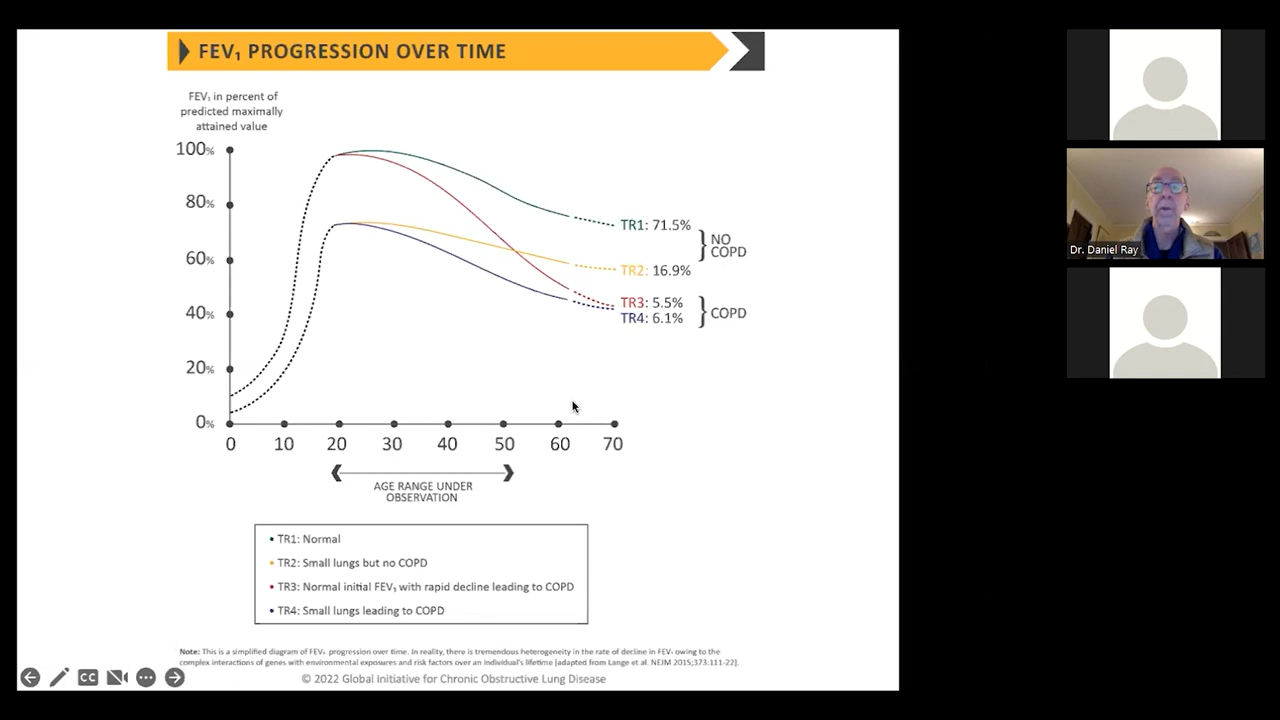 FEV₁ PROGRESSION OVER TIME
FEV₁ in percent of
predicted maximally
attained value
100%
80%
60%
40%
20%
0%
0 10 20 30 40 50 60 70
TR1: 71.5%
TR2: 16.9%
NO
COPD
TR3: 5.5%
TR4: 6.1%
COPD
AGE RANGE UNDER
OBSERVATION
• TR1: Normal
• TR2: Small lungs but no COPD
• TR3: Normal initial FEV₁ with rapid decline leading to COPD
• TR4: Small lungs leading to COPD
Note: This is a simplified diagram of FEV₁ progression over time. In reality, there is tremendous heterogeneity in the rate of decline in FEV₁ owing to the
complex interactions of genes with environmental exposures and risk factors over an individual's lifetime [adapted from Lange et al. NEJM 2015;373:111-22].
© 2022 Global Initiative for Chronic Obstructive Lung Disease
CC
Dr. Daniel Ray